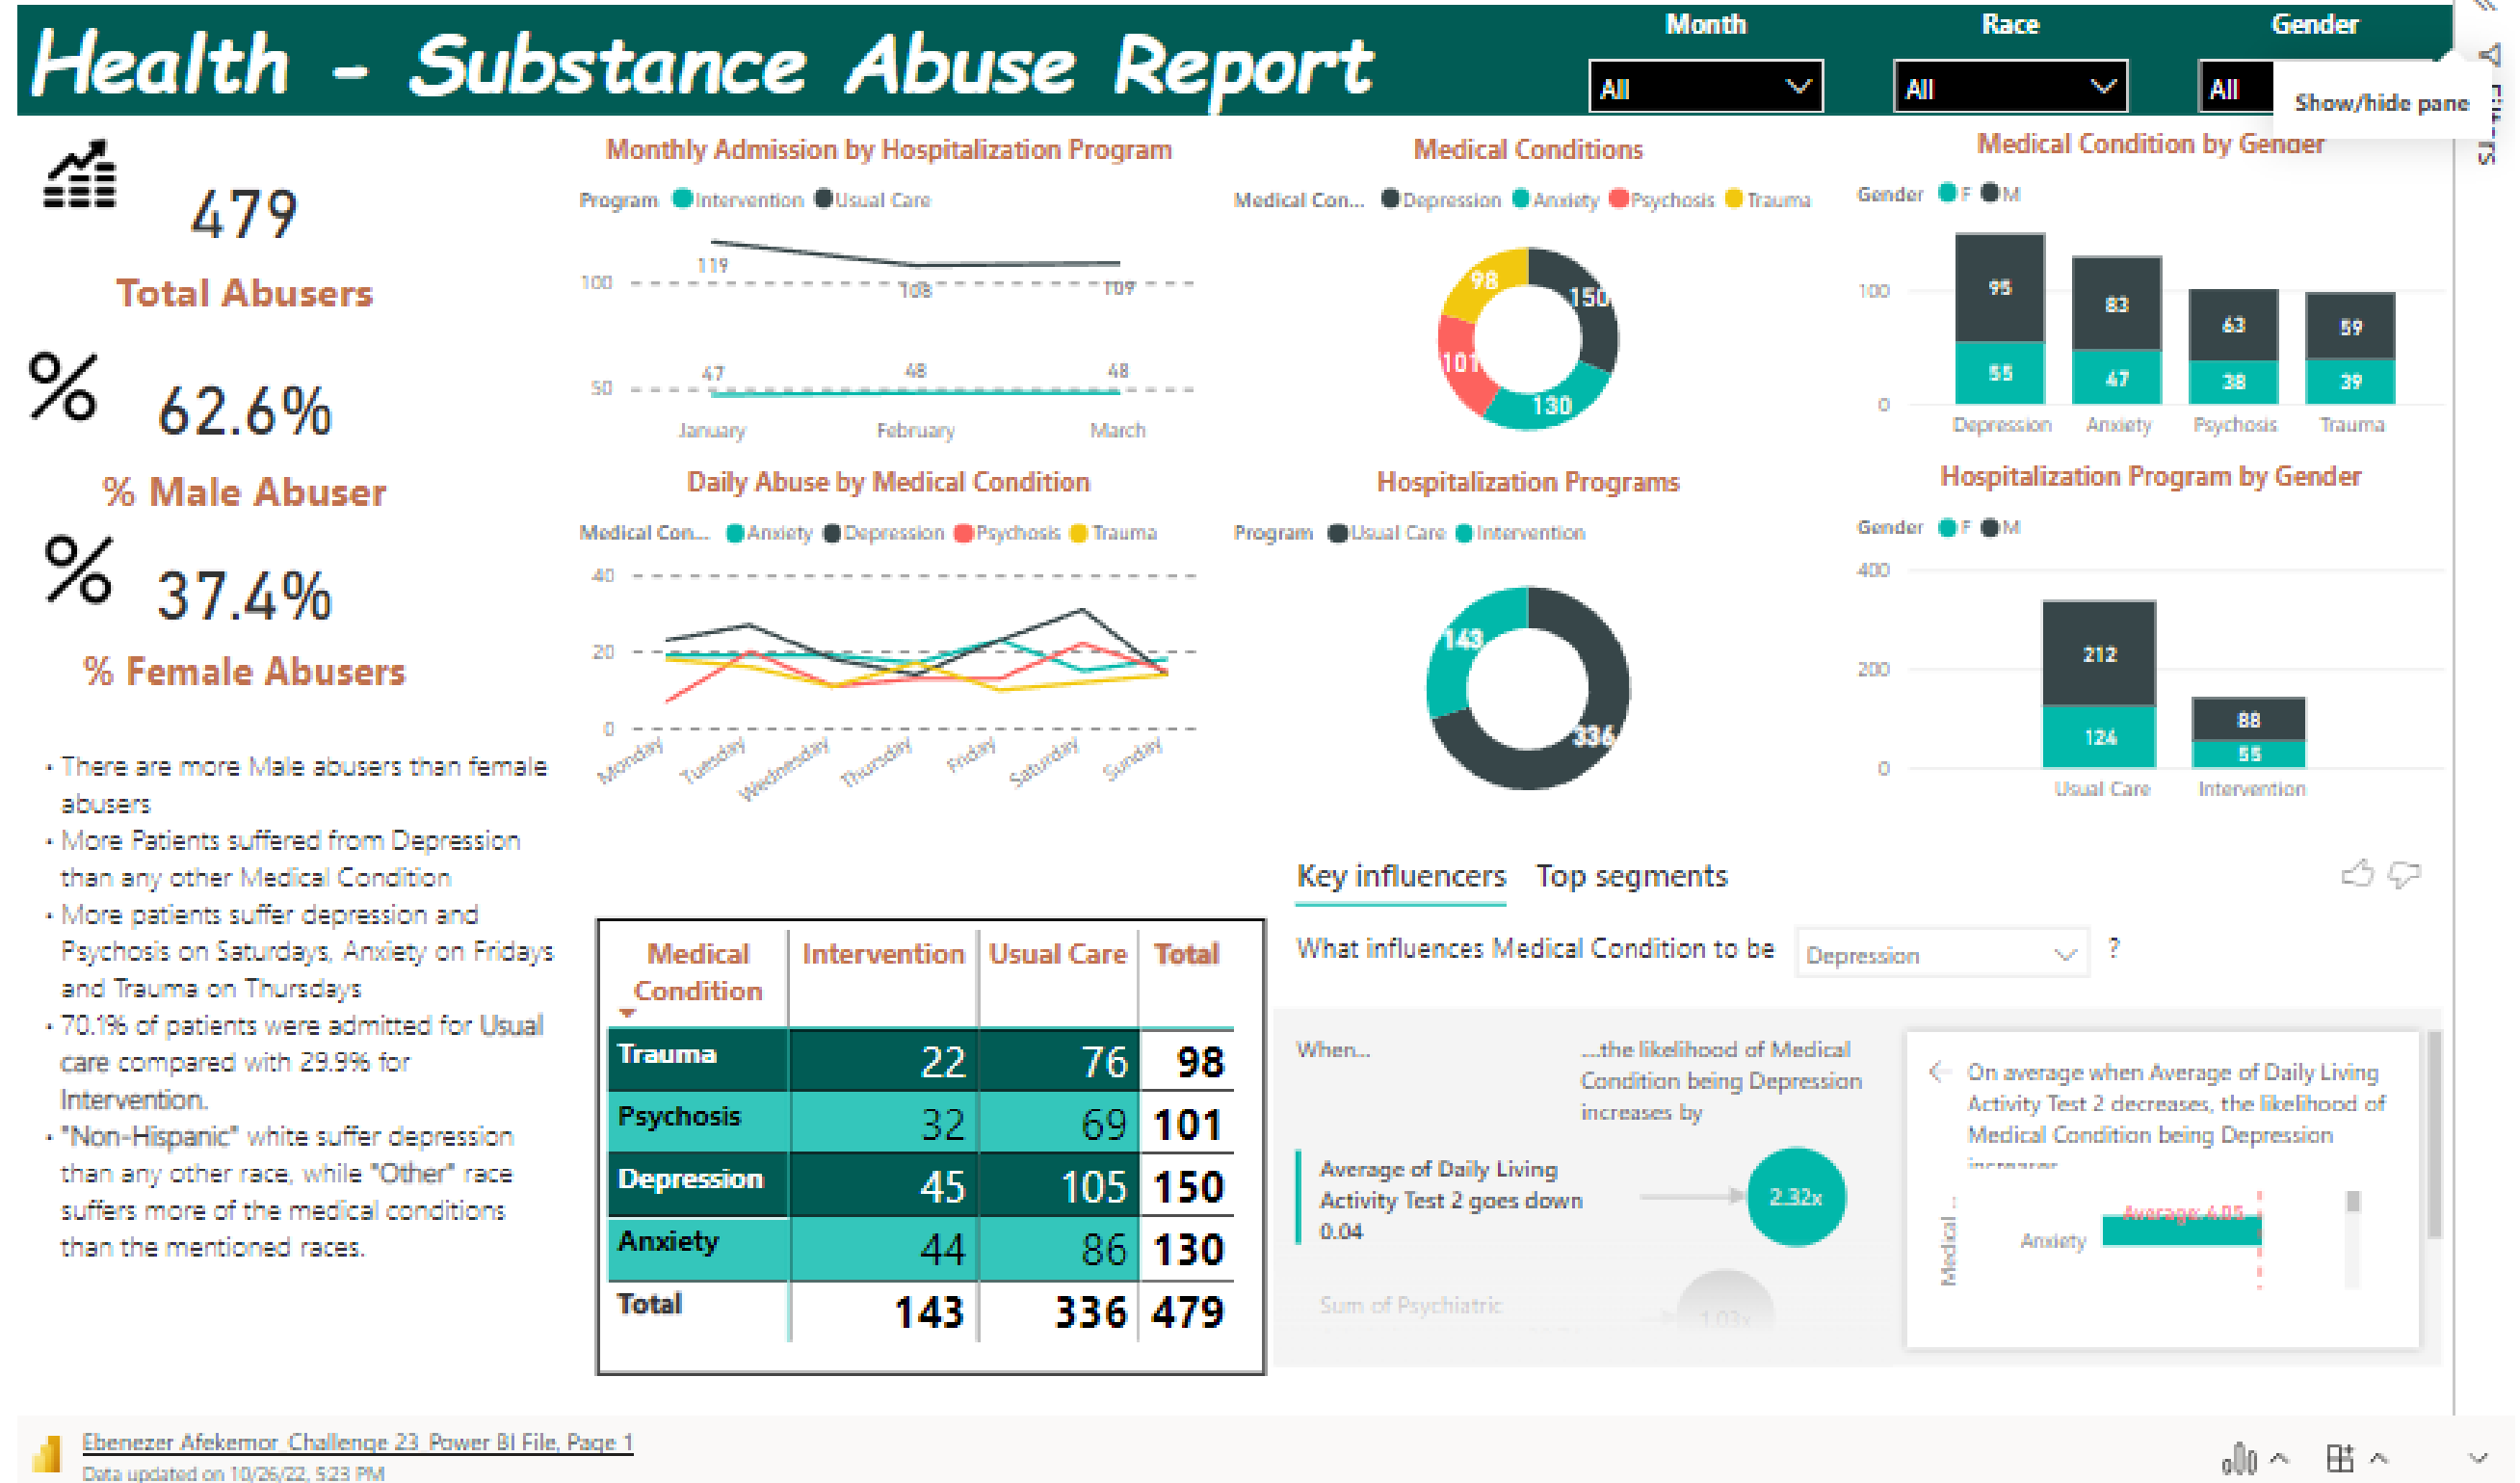 Health - Substance Abuse Report
Month
Race
Gender
All
All
All
Show/hide pane
Filters
479
Total Abusers
62.6%
% Male Abuser
37.4%
% Female Abusers
• There are more Male abusers than female
abusers
• More Patients suffered from Depression
than any other Medical Condition
• More patients suffer depression and
Psychosis on Saturdays, Anxiety on Fridays
and Trauma on Thursdays
• 70.1% of patients were admitted for Usual
care compared with 29.9% for
Intervention.
• "Non-Hispanic" white suffer depression
than any other race, while "Other" race
suffers more of the medical conditions
than the mentioned races.
Monthly Admission by Hospitalization Program
Program Intervention Usual Care
119
100
108
109
47
48
48
50
January February March
Medical Conditions
Medical Con... Depression Anxiety Psychosis Trauma
98
150
101
130
Medical Condition by Gender
Gender F M
100
0
95
83
63
59
55
47
38
39
Depression Anxiety Psychosis Trauma
Daily Abuse by Medical Condition
Medical Con... Anxiety Depression Psychosis Trauma
40
20
0
Monday Tuesday Wednesday Thursday Friday Saturday Sunday
Hospitalization Programs
Program Usual Care Intervention
143
336
Hospitalization Program by Gender
Gender F M
400
200
0
212
124
88
55
Usual Care Intervention
Medical Condition Intervention Usual Care Total
Trauma 22 76 98
Psychosis 32 69 101
Depression 45 105 150
Anxiety 44 86 130
Total 143 336 479
Key influencers Top segments
What influences Medical Condition to be Depression ?
When...
...the likelihood of Medical
Condition being Depression
increases by
Average of Daily Living
Activity Test 2 goes down
0.04
2.32x
Sum of Psychiatric
1.03x
On average when Average of Daily Living
Activity Test 2 decreases, the likelihood of
Medical Condition being Depression
increases
Average: 4.05
Medical ...
Anxiety
Ebenezer Afekemor Challenge 23 Power BI File, Page 1
Data updated on 10/26/22, 5:23 PM